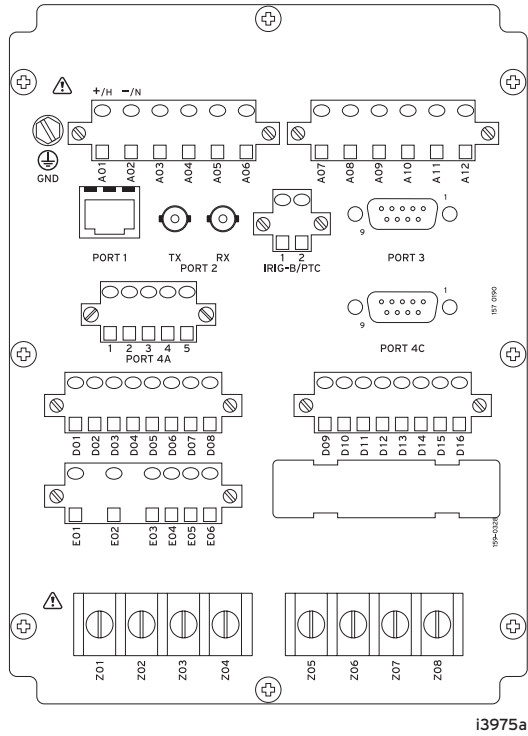 +/H -/N
A01 A02 A03 A04 A05 A06
A07 A08 A09 A10 A11 A12
GND
PORT 1
TX RX
PORT 2
1 2
IRIG-B/PTC
9 1
PORT 3
157 0190
1 2 3 4 5
PORT 4A
9 1
PORT 4C
D01 D02 D03 D04 D05 D06 D07 D08
D09 D10 D11 D12 D13 D14 D15 D16
E01 E02 E03 E04 E05 E06
159-0328
Z01 Z02 Z03 Z04
Z05 Z06 Z07 Z08
i3975a